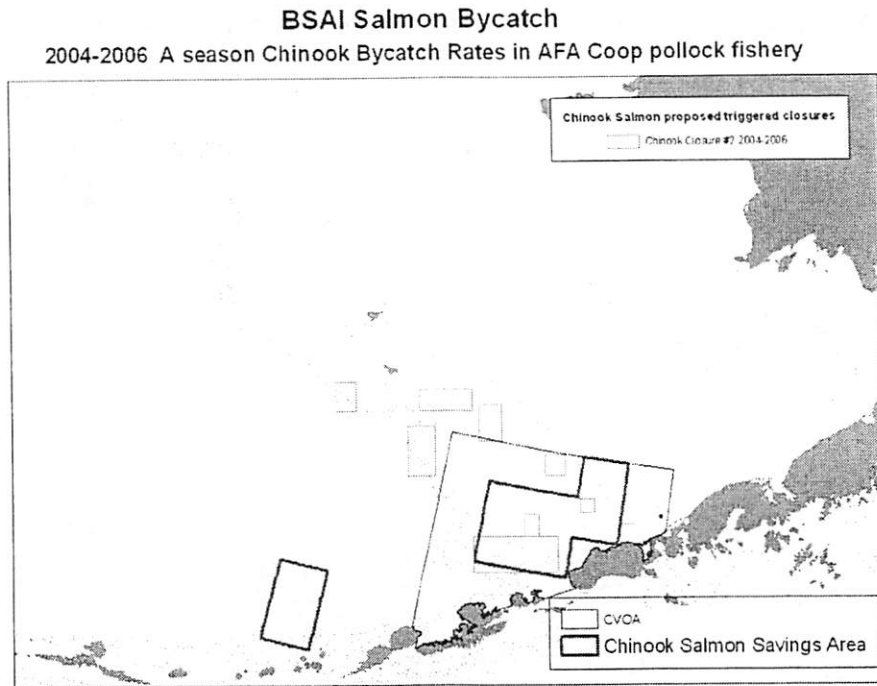 BSAI Salmon Bycatch
2004-2006 A season Chinook Bycatch Rates in AFA Coop pollock fishery
Chinook Salmon proposed triggered closures
Chinook Closure #2 2004-2006
CVOA
Chinook Salmon Savings Area